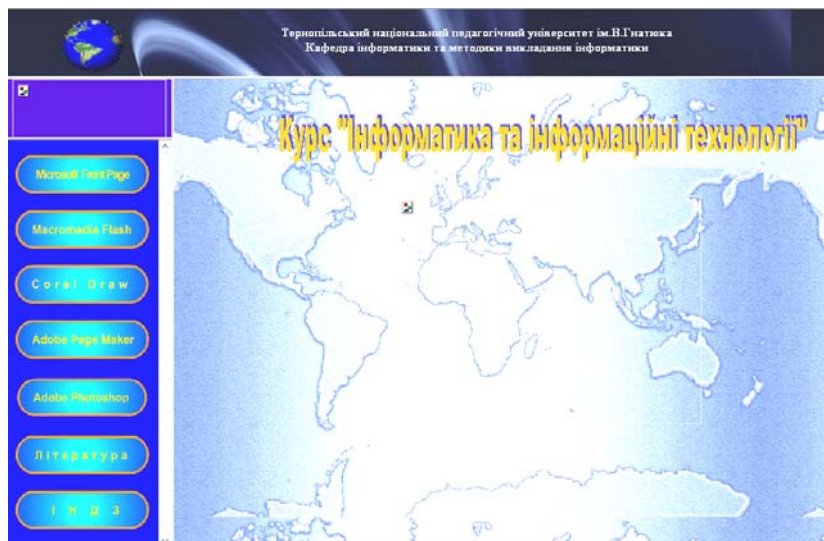 Тернопільський національний педагогічний університет ім.В.Гнатюка
Кафедра інформатики та методики викладання інформатики
Курс "Інформатика та інформаційні технології"
Microsoft Front Page
Macromedia Flash
Corel Draw
Adobe Page Maker
Adobe Photoshop
Література
ІНДЗ